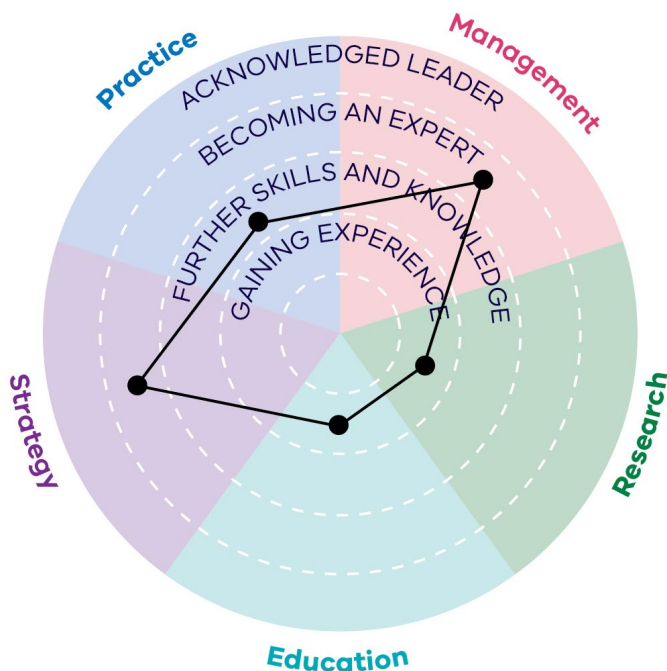 Practice
Management
ACKNOWLEDGED LEADER
BECOMING AN EXPERT
FURTHER SKILLS AND KNOWLEDGE
GAINING EXPERIENCE
Strategy
Research
Education